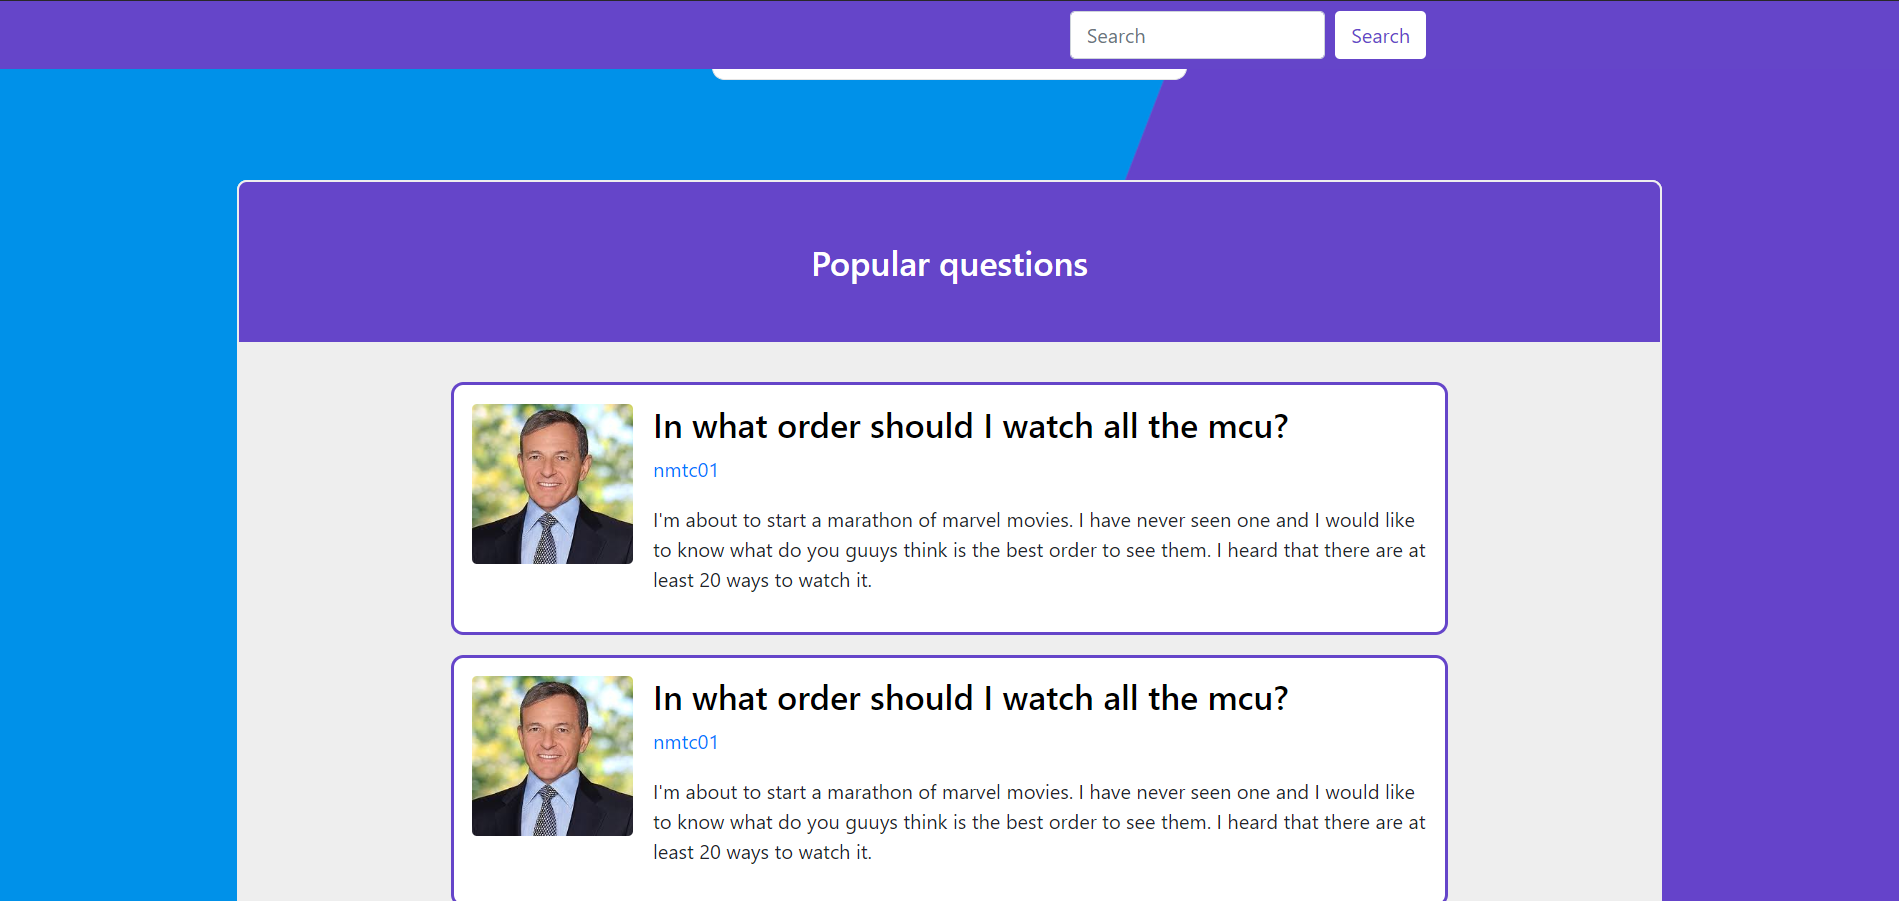 Search Search
Popular questions
In what order should I watch all the mcu?
nmtc01
I'm about to start a marathon of marvel movies. I have never seen one and I would like
to know what do you guuys think is the best order to see them. I heard that there are at
least 20 ways to watch it.
In what order should I watch all the mcu?
nmtc01
I'm about to start a marathon of marvel movies. I have never seen one and I would like
to know what do you guuys think is the best order to see them. I heard that there are at
least 20 ways to watch it.